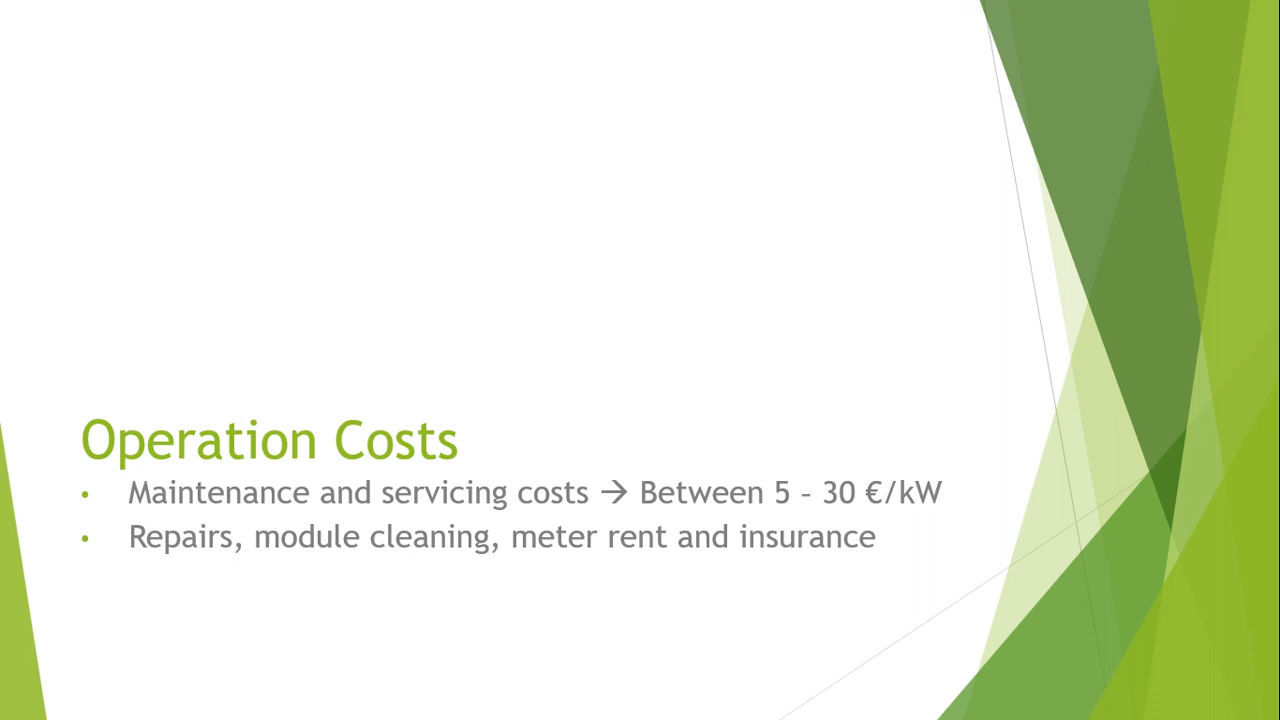 Operation Costs
• Maintenance and servicing costs → Between 5 – 30 €/kW
• Repairs, module cleaning, meter rent and insurance